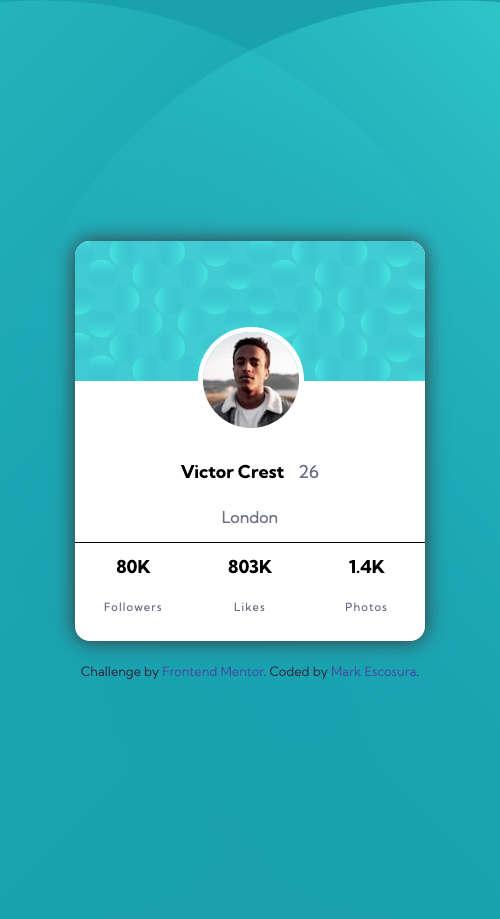 Victor Crest 26
London
80K 803K 1.4K
Followers Likes Photos
Challenge by Frontend Mentor. Coded by Mark Escosura.